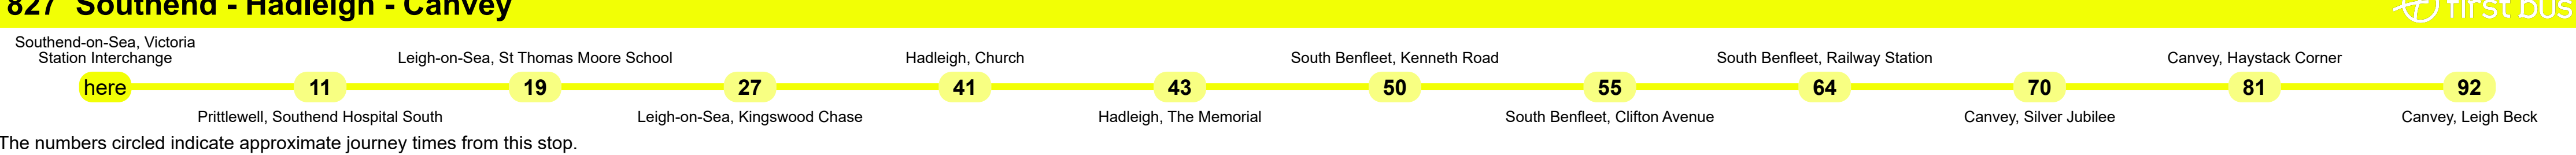 827 Southend - Hadleigh - Canvey
first bus
Southend-on-Sea, Victoria
Station Interchange
Leigh-on-Sea, St Thomas Moore School
Hadleigh, Church
South Benfleet, Kenneth Road
South Benfleet, Railway Station
Canvey, Haystack Corner
here 11 19 27 41 43 50 55 64 70 81 92
Prittlewell, Southend Hospital South
Leigh-on-Sea, Kingswood Chase
Hadleigh, The Memorial
South Benfleet, Clifton Avenue
Canvey, Silver Jubilee
Canvey, Leigh Beck
The numbers circled indicate approximate journey times from this stop.